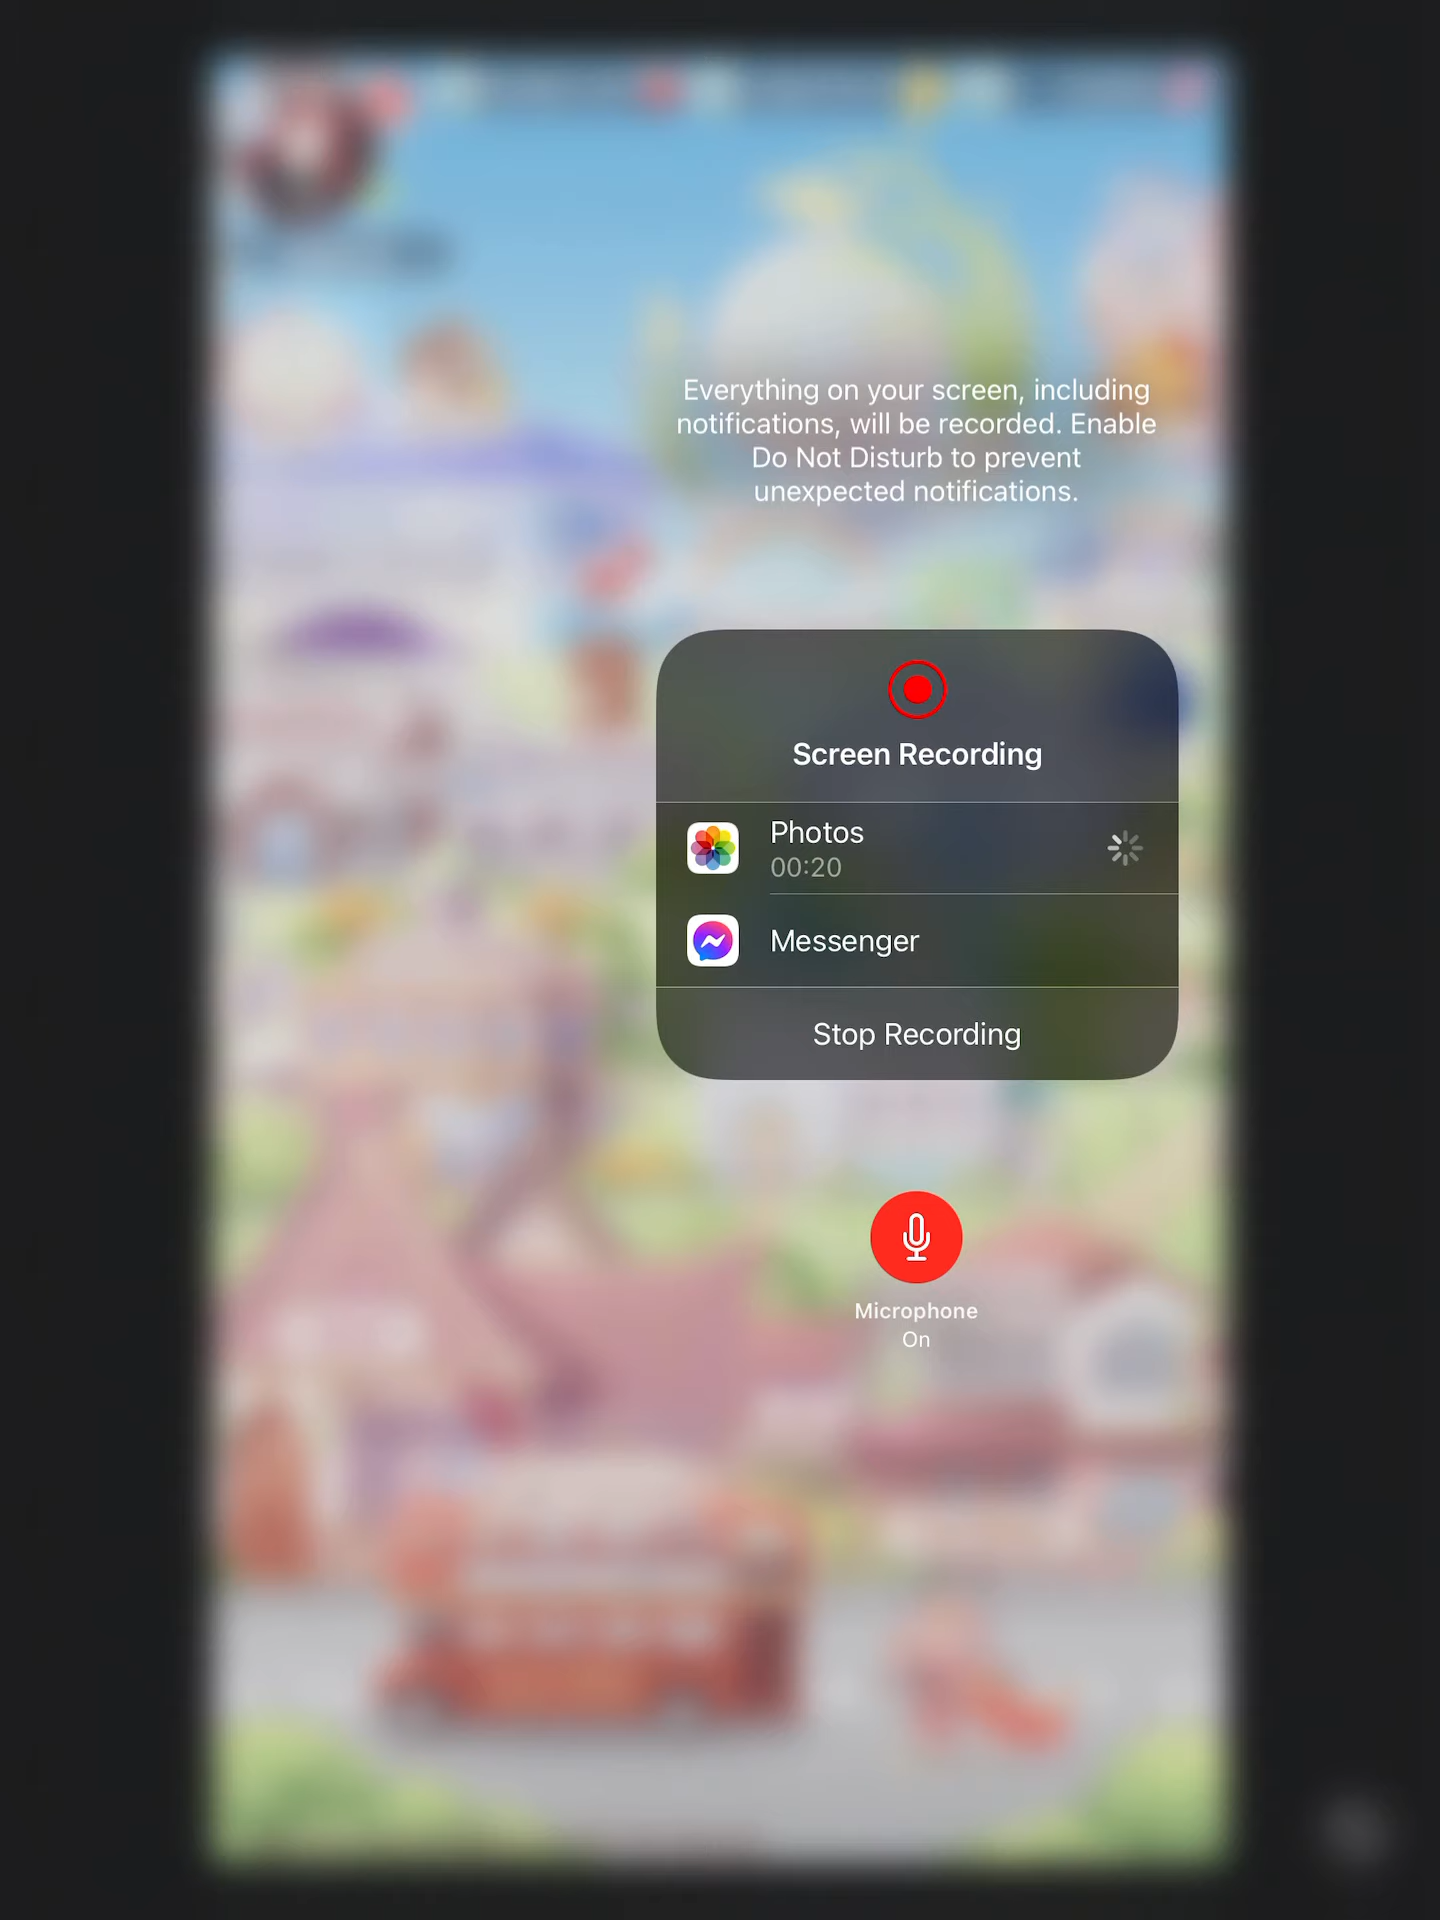 Everything on your screen, including
notifications, will be recorded. Enable
Do Not Disturb to prevent
unexpected notifications.
Screen Recording
Photos
00:20
Messenger
Stop Recording
Microphone
On